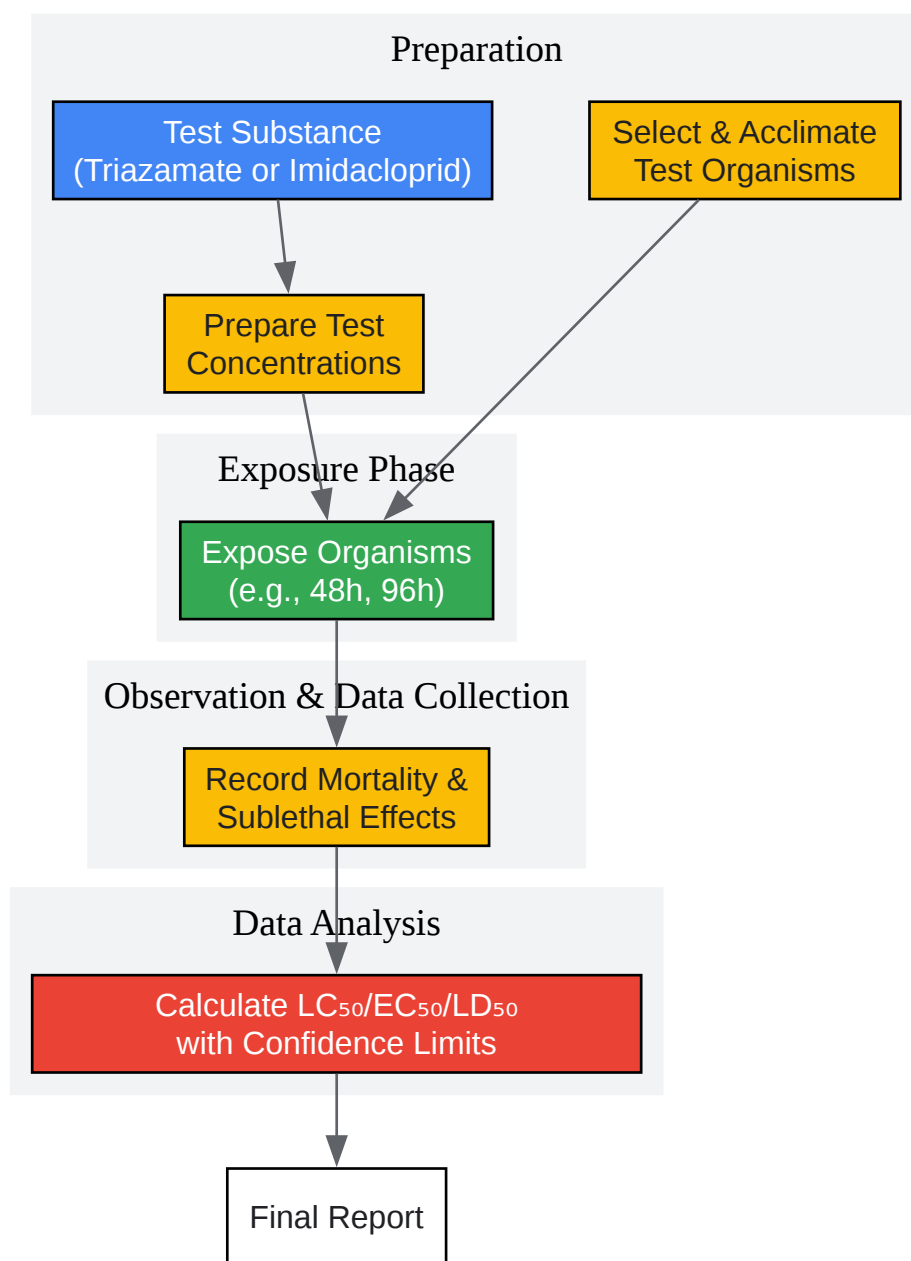 Preparation
Test Substance
(Triazamate or Imidacloprid)
Select & Acclimate
Test Organisms
Prepare Test
Concentrations
Exposure Phase
Expose Organisms
(e.g., 48h, 96h)
Observation & Data Collection
Record Mortality &
Sublethal Effects
Data Analysis
Calculate LC₅₀/EC₅₀/LD₅₀
with Confidence Limits
Final Report